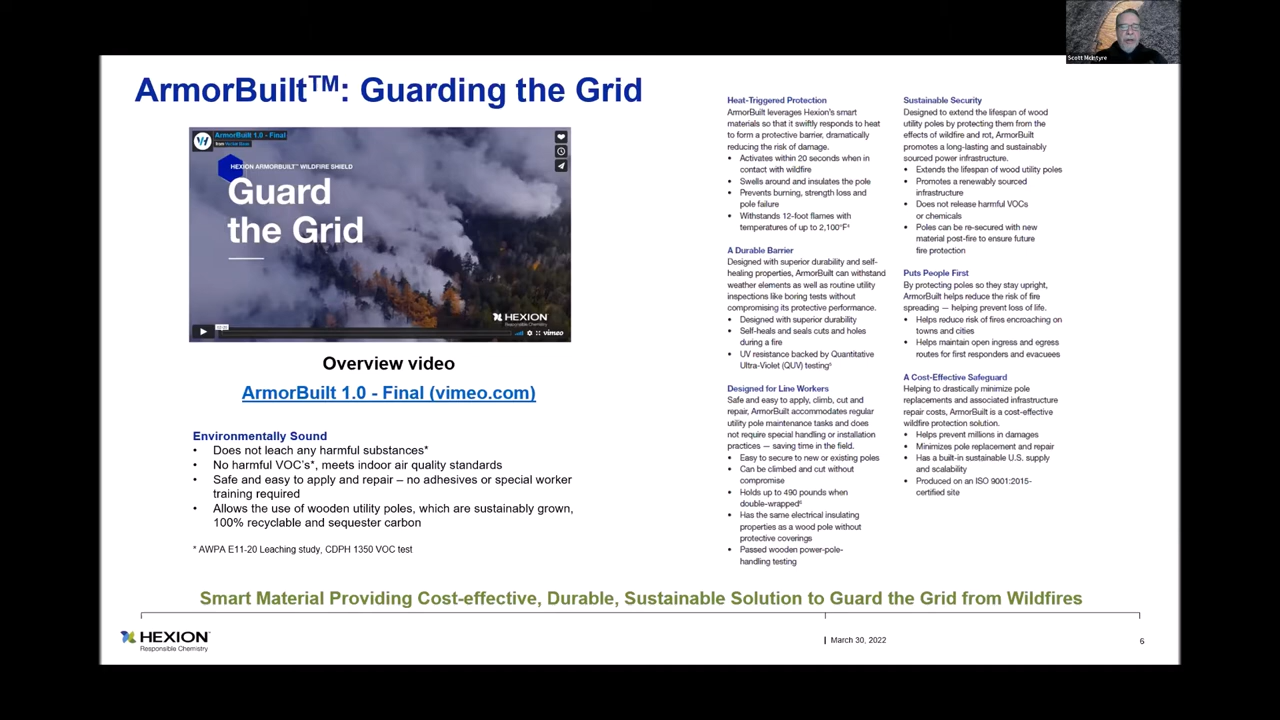 Scott McIntyre
ArmorBuilt™: Guarding the Grid
ArmorBuilt 1.0 - Final
HEXION ARMORBUILT™ WILDFIRE SHIELD
Guard
the Grid
HEXION
Responsible Chemistry
vimeo
Overview video
ArmorBuilt 1.0 - Final (vimeo.com)
Environmentally Sound
• Does not leach any harmful substances*
• No harmful VOC's*, meets indoor air quality standards
• Safe and easy to apply and repair – no adhesives or special worker
training required
• Allows the use of wooden utility poles, which are sustainably grown,
100% recyclable and sequester carbon
* AWPA E11-20 Leaching study, CDPH 1350 VOC test
Heat-Triggered Protection
ArmorBuilt leverages Hexion's smart
materials so that it swiftly responds to heat
to form a protective barrier, dramatically
reducing the risk of damage.
• Activates within 20 seconds when in
contact with wildfire
• Swells around and insulates the pole
• Prevents burning, strength loss and
pole failure
• Withstands 12-foot flames with
temperatures of up to 2,100°F
A Durable Barrier
Designed with superior durability and self-
healing properties, ArmorBuilt can withstand
weather elements as well as routine utility
inspections like boring tests without
compromising its protective performance.
• Designed with superior durability
• Self-heals and seals cuts and holes
during a fire
• UV resistance backed by Quantitative
Ultra-Violet (QUV) testing
Designed for Line Workers
Safe and easy to apply, climb, cut and
repair, ArmorBuilt accommodates regular
utility pole maintenance tasks and does
not require special handling or installation
practices — saving time in the field.
• Easy to secure to new or existing poles
• Can be climbed and cut without
compromise
• Holds up to 490 pounds when
double-wrapped
• Has the same electrical insulating
properties as a wood pole without
protective coverings
• Passed wooden power-pole-
handling testing
Sustainable Security
Designed to extend the lifespan of wood
utility poles by protecting them from the
effects of wildfire and rot, ArmorBuilt
promotes a long-lasting and sustainably
sourced power infrastructure.
• Extends the lifespan of wood utility poles
• Promotes a renewably sourced
infrastructure
• Does not release harmful VOCs
or chemicals
• Poles can be re-secured with new
material post-fire to ensure future
fire protection
Puts People First
By protecting poles so they stay upright,
ArmorBuilt helps reduce the risk of fire
spreading — helping prevent loss of life.
• Helps reduce risk of fires encroaching on
towns and cities
• Helps maintain open ingress and egress
routes for first responders and evacuees
A Cost-Effective Safeguard
Helping to drastically minimize pole
replacements and associated infrastructure
repair costs, ArmorBuilt is a cost-effective
wildfire protection solution.
• Helps prevent millions in damages
• Minimizes pole replacement and repair
• Has a built-in sustainable U.S. supply
and scalability
• Produced on an ISO 9001:2015-
certified site
Smart Material Providing Cost-effective, Durable, Sustainable Solution to Guard the Grid from Wildfires
HEXION™
Responsible Chemistry
March 30, 2022
6